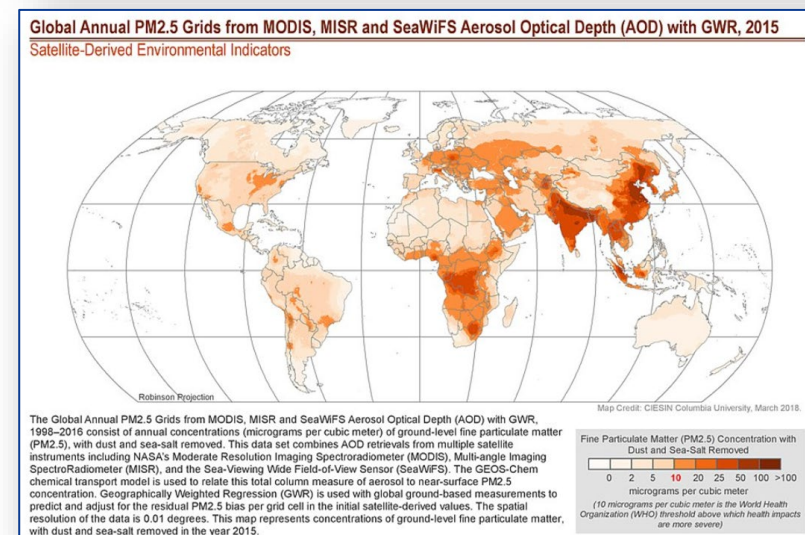 Global Annual PM2.5 Grids from MODIS, MISR and SeaWiFS Aerosol Optical Depth (AOD) with GWR, 2015
Satellite-Derived Environmental Indicators
Robinson Projection
Map Credit: CIESIN Columbia University, March 2018.
The Global Annual PM2.5 Grids from MODIS, MISR and SeaWiFS Aerosol Optical Depth (AOD) with GWR,
1998–2016 consist of annual concentrations (micrograms per cubic meter) of ground-level fine particulate matter
(PM2.5), with dust and sea-salt removed. This data set combines AOD retrievals from multiple satellite
instruments including NASA's Moderate Resolution Imaging Spectroradiometer (MODIS), Multi-angle Imaging
SpectroRadiometer (MISR), and the Sea-Viewing Wide Field-of-View Sensor (SeaWiFS). The GEOS-Chem
chemical transport model is used to relate this total column measure of aerosol to near-surface PM2.5
concentration. Geographically Weighted Regression (GWR) is used with global ground-based measurements to
predict and adjust for the residual PM2.5 bias per grid cell in the initial satellite-derived values. The spatial
resolution of the data is 0.01 degrees. This map represents concentrations of ground-level fine particulate matter,
with dust and sea-salt removed in the year 2015.
Fine Particulate Matter (PM2.5) Concentration with
Dust and Sea-Salt Removed
0 2 5 10 20 25 50 100 >100
micrograms per cubic meter
(10 micrograms per cubic meter is the World Health
Organization (WHO) threshold above which health impacts
are more severe)